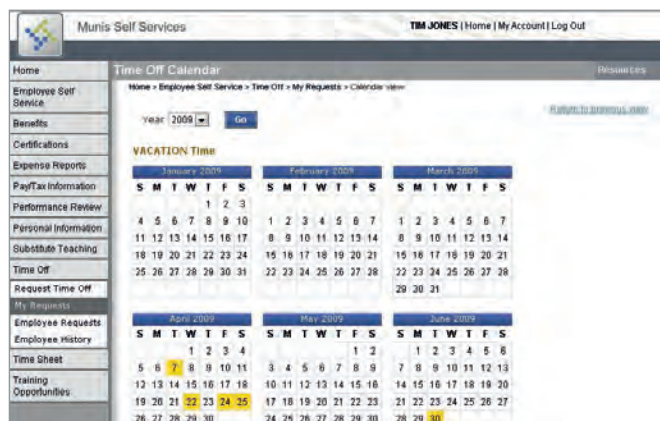 Munis Self Services
TIM JONES | Home | My Account | Log Out
Home
Employee Self
Service
Benefits
Certifications
Expense Reports
Pay/Tax Information
Performance Review
Personal Information
Substitute Teaching
Time Off
Request Time Off
My Requests
Employee Requests
Employee History
Time Sheet
Training
Opportunities
Time Off Calendar
Resources
Home > Employee Self Service > Time Off > My Requests > Calendar view
Return to previous view
Year 2009 Go
VACATION Time
January 2009
S M T W T F S
1 2 3
4 5 6 7 8 9 10
11 12 13 14 15 16 17
18 19 20 21 22 23 24
25 26 27 28 29 30 31
February 2009
S M T W T F S
1 2 3 4 5 6 7
8 9 10 11 12 13 14
15 16 17 18 19 20 21
22 23 24 25 26 27 28
March 2009
S M T W T F S
1 2 3 4 5 6 7
8 9 10 11 12 13 14
15 16 17 18 19 20 21
22 23 24 25 26 27 28
29 30 31
April 2009
S M T W T F S
1 2 3 4
5 6 7 8 9 10 11
12 13 14 15 16 17 18
19 20 21 22 23 24 25
26 27 28 29 30
May 2009
S M T W T F S
1 2
3 4 5 6 7 8 9
10 11 12 13 14 15 16
17 18 19 20 21 22 23
24 25 26 27 28 29 30
June 2009
S M T W T F S
1 2 3 4 5 6
7 8 9 10 11 12 13
14 15 16 17 18 19 20
21 22 23 24 25 26 27
28 29 30